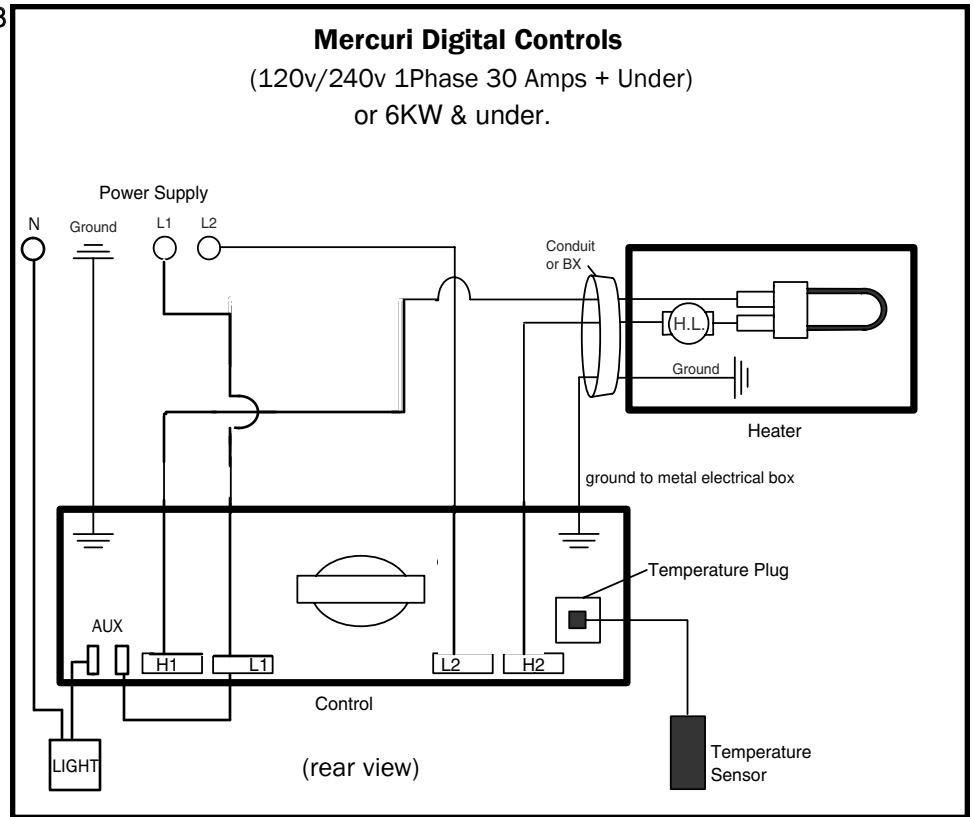 3
Mercuri Digital Controls
(120v/240v 1Phase 30 Amps + Under)
or 6KW & under.
Power Supply
N
Ground
L1
L2
Conduit
or BX
H.L.
Ground
Heater
ground to metal electrical box
Temperature Plug
AUX
H1
L1
L2
H2
Control
LIGHT
(rear view)
Temperature
Sensor